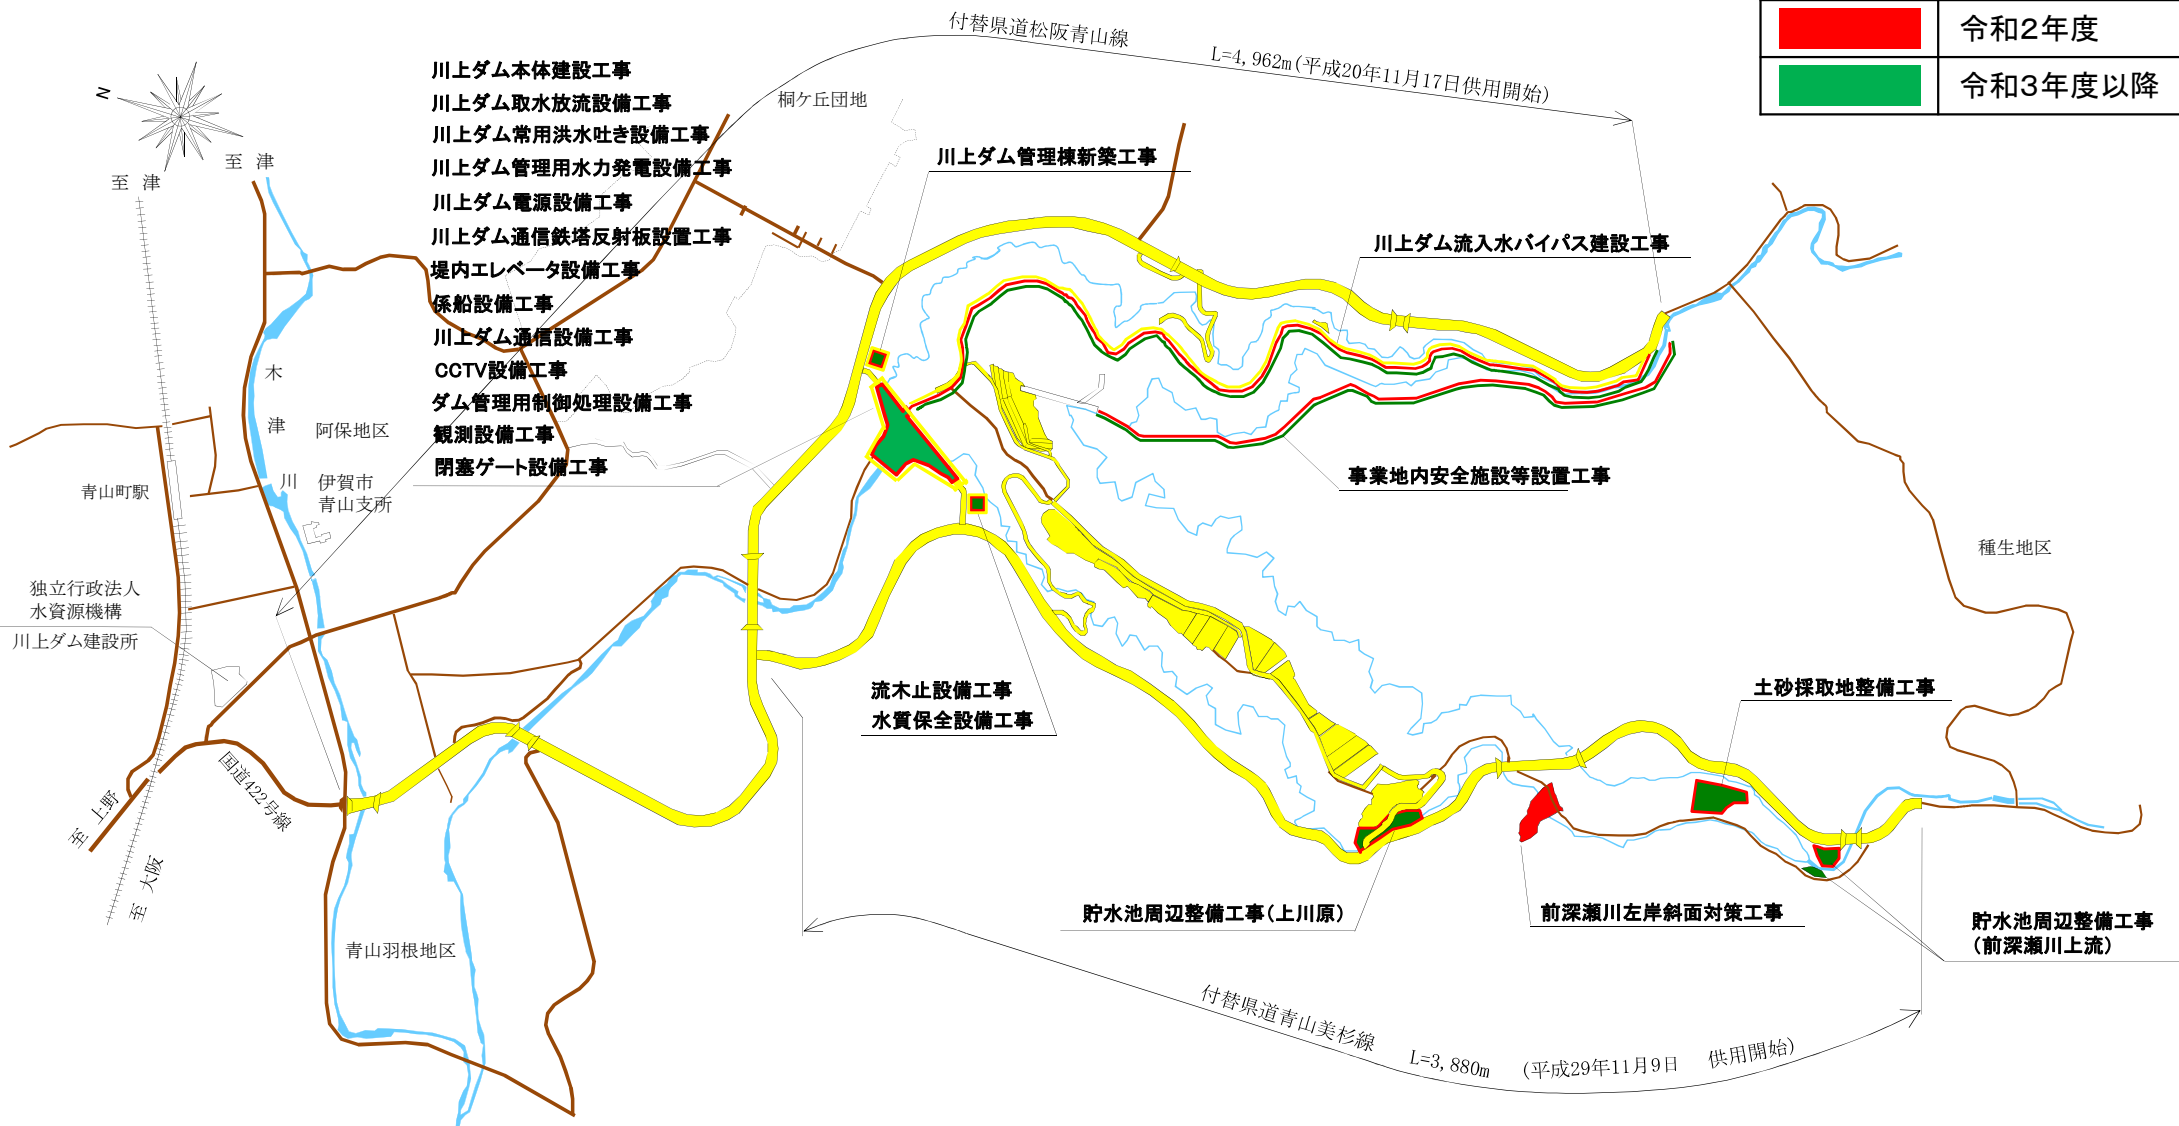 令和2年度
令和3年度以降
付替県道松阪青山線
L=4,962m(平成20年11月17日供用開始)
N
至 津
至 津
川上ダム本体建設工事
川上ダム取水放流設備工事
川上ダム常用洪水吐き設備工事
川上ダム管理用水力発電設備工事
川上ダム電源設備工事
川上ダム通信鉄塔反射板設置工事
堤内エレベータ設備工事
係船設備工事
川上ダム通信設備工事
CCTV設備工事
ダム管理用制御処理設備工事
観測設備工事
閉塞ゲート設備工事
桐ケ丘団地
川上ダム管理棟新築工事
川上ダム流入水バイパス建設工事
事業地内安全施設等設置工事
種生地区
木
津
川
阿保地区
伊賀市
青山支所
青山町駅
独立行政法人
水資源機構
川上ダム建設所
流木止設備工事
水質保全設備工事
土砂採取地整備工事
国道422号線
至 上野
至 大阪
青山羽根地区
貯水池周辺整備工事(上川原)
前深瀬川左岸斜面対策工事
貯水池周辺整備工事
(前深瀬川上流)
付替県道青山美杉線
L=3,880m (平成29年11月9日 供用開始)